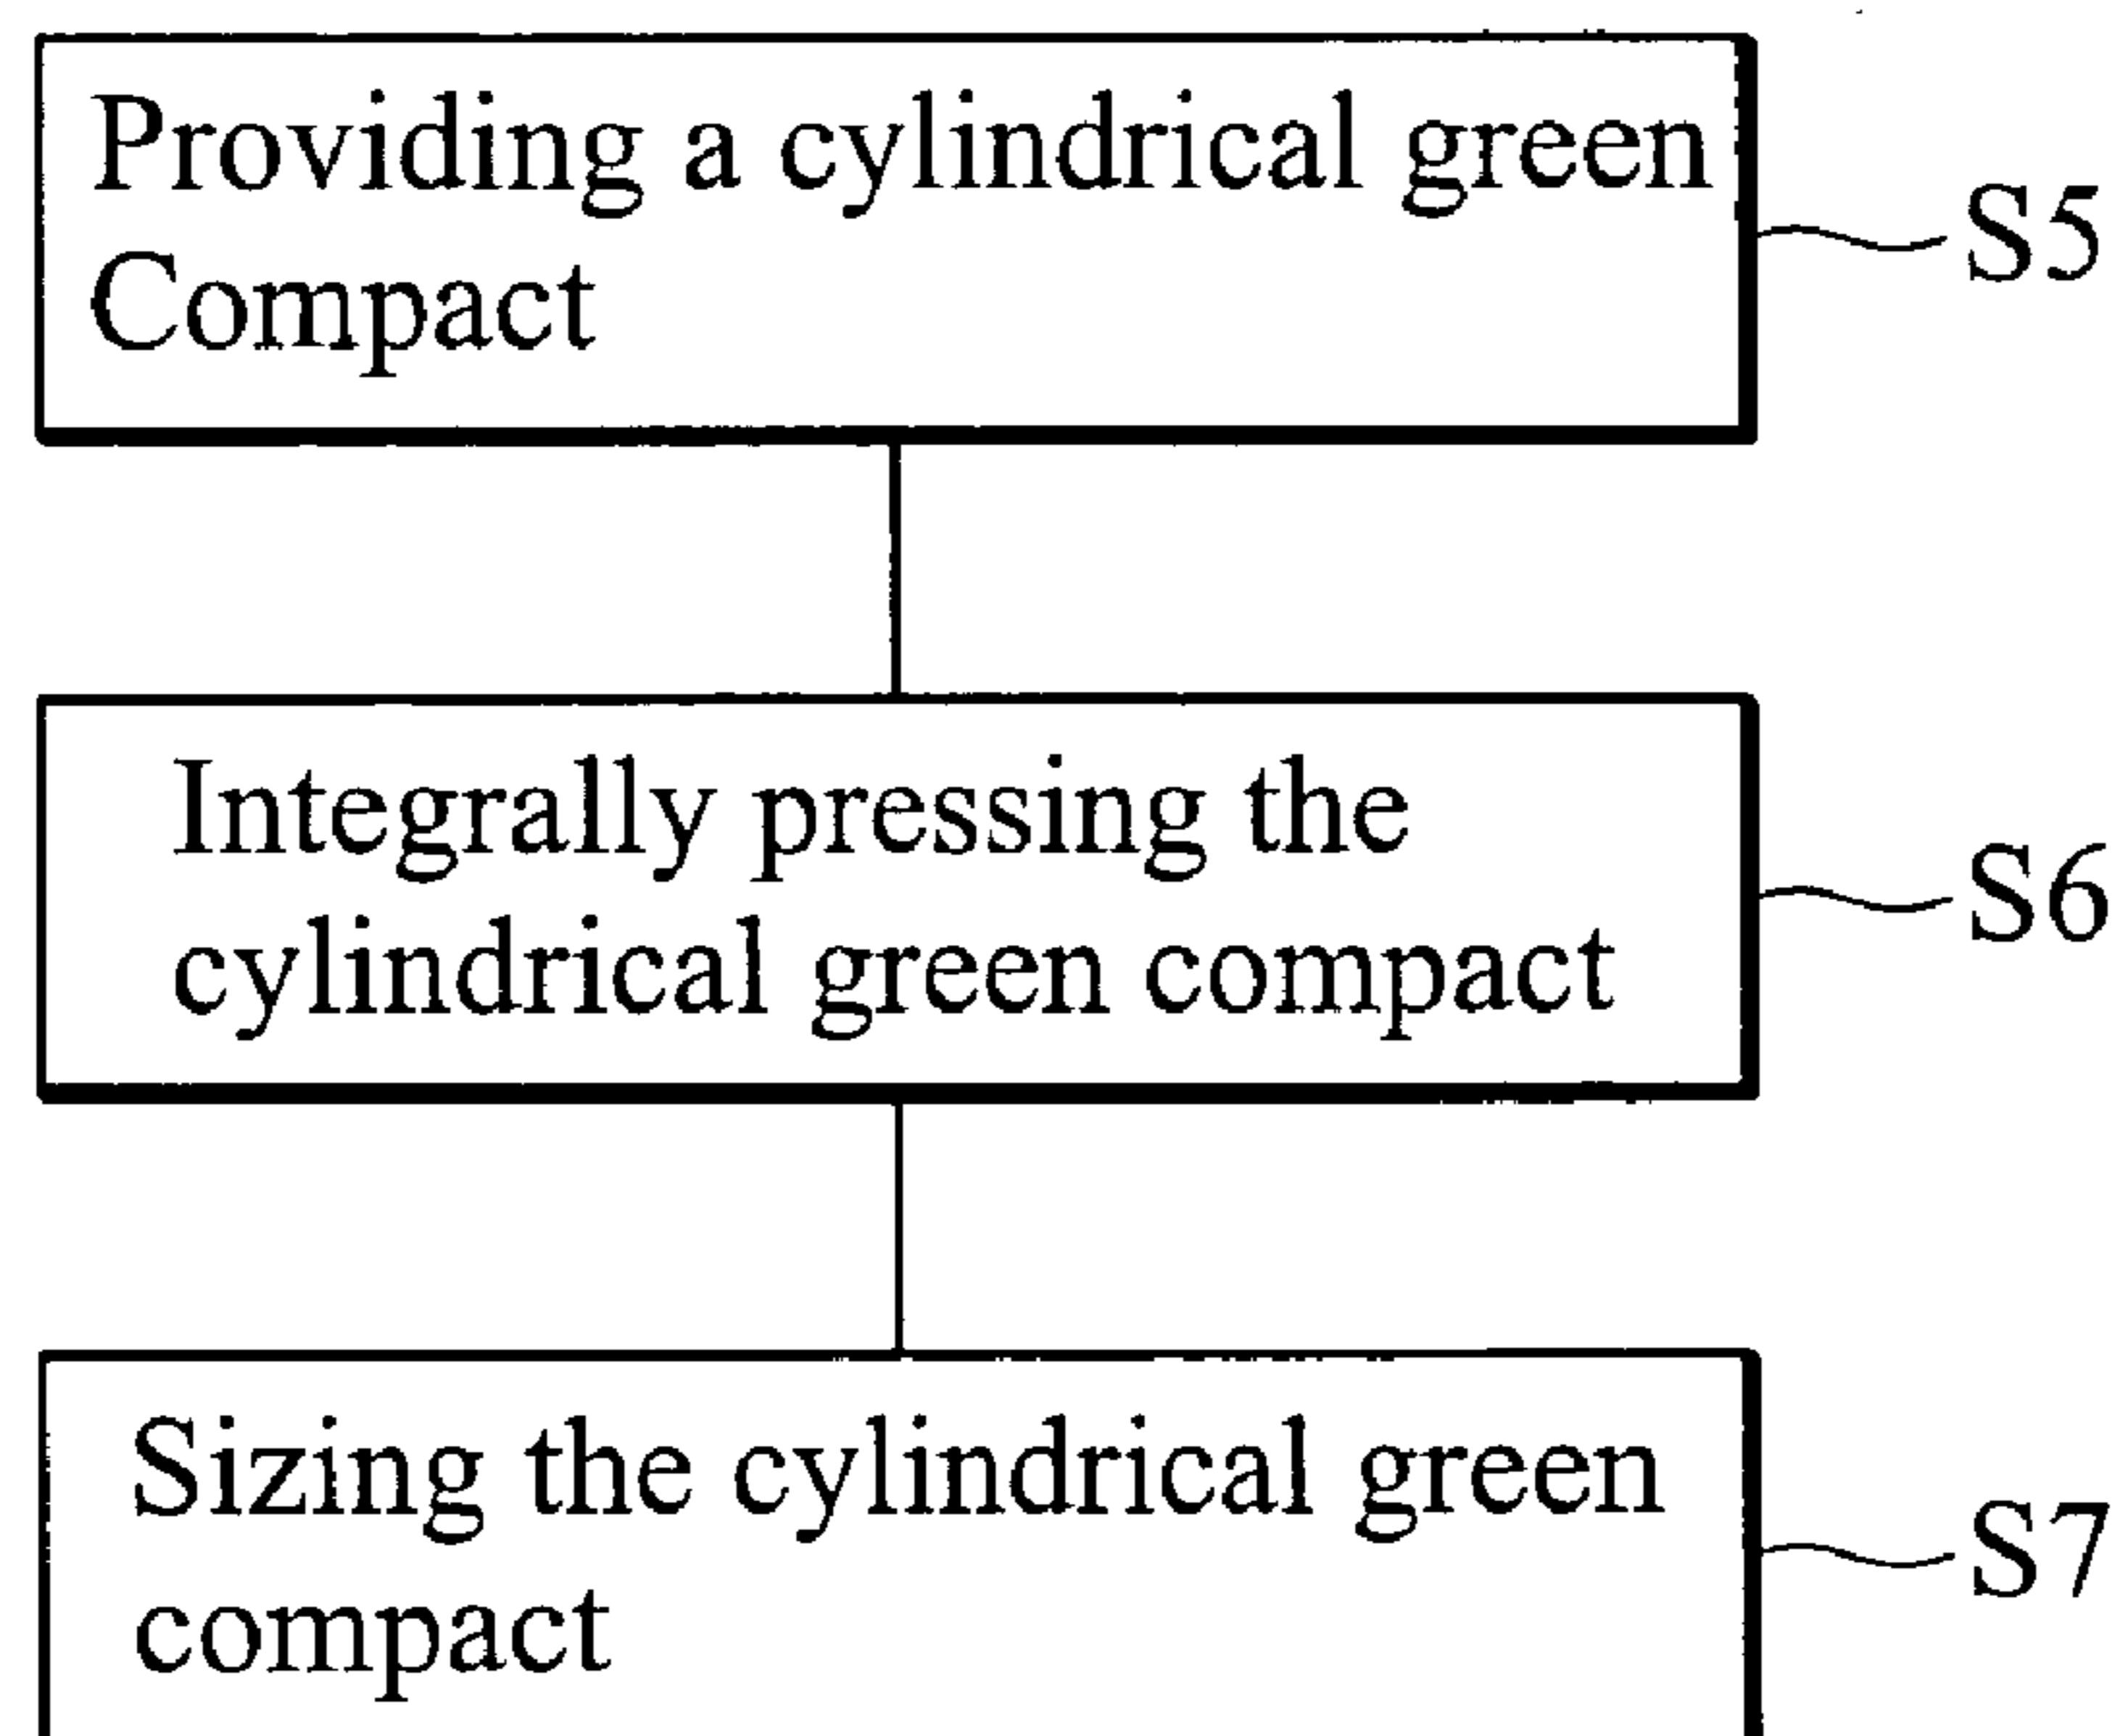 Providing a cylindrical green
Compact
S5
Integrally pressing the
cylindrical green compact
S6
Sizing the cylindrical green
compact
S7